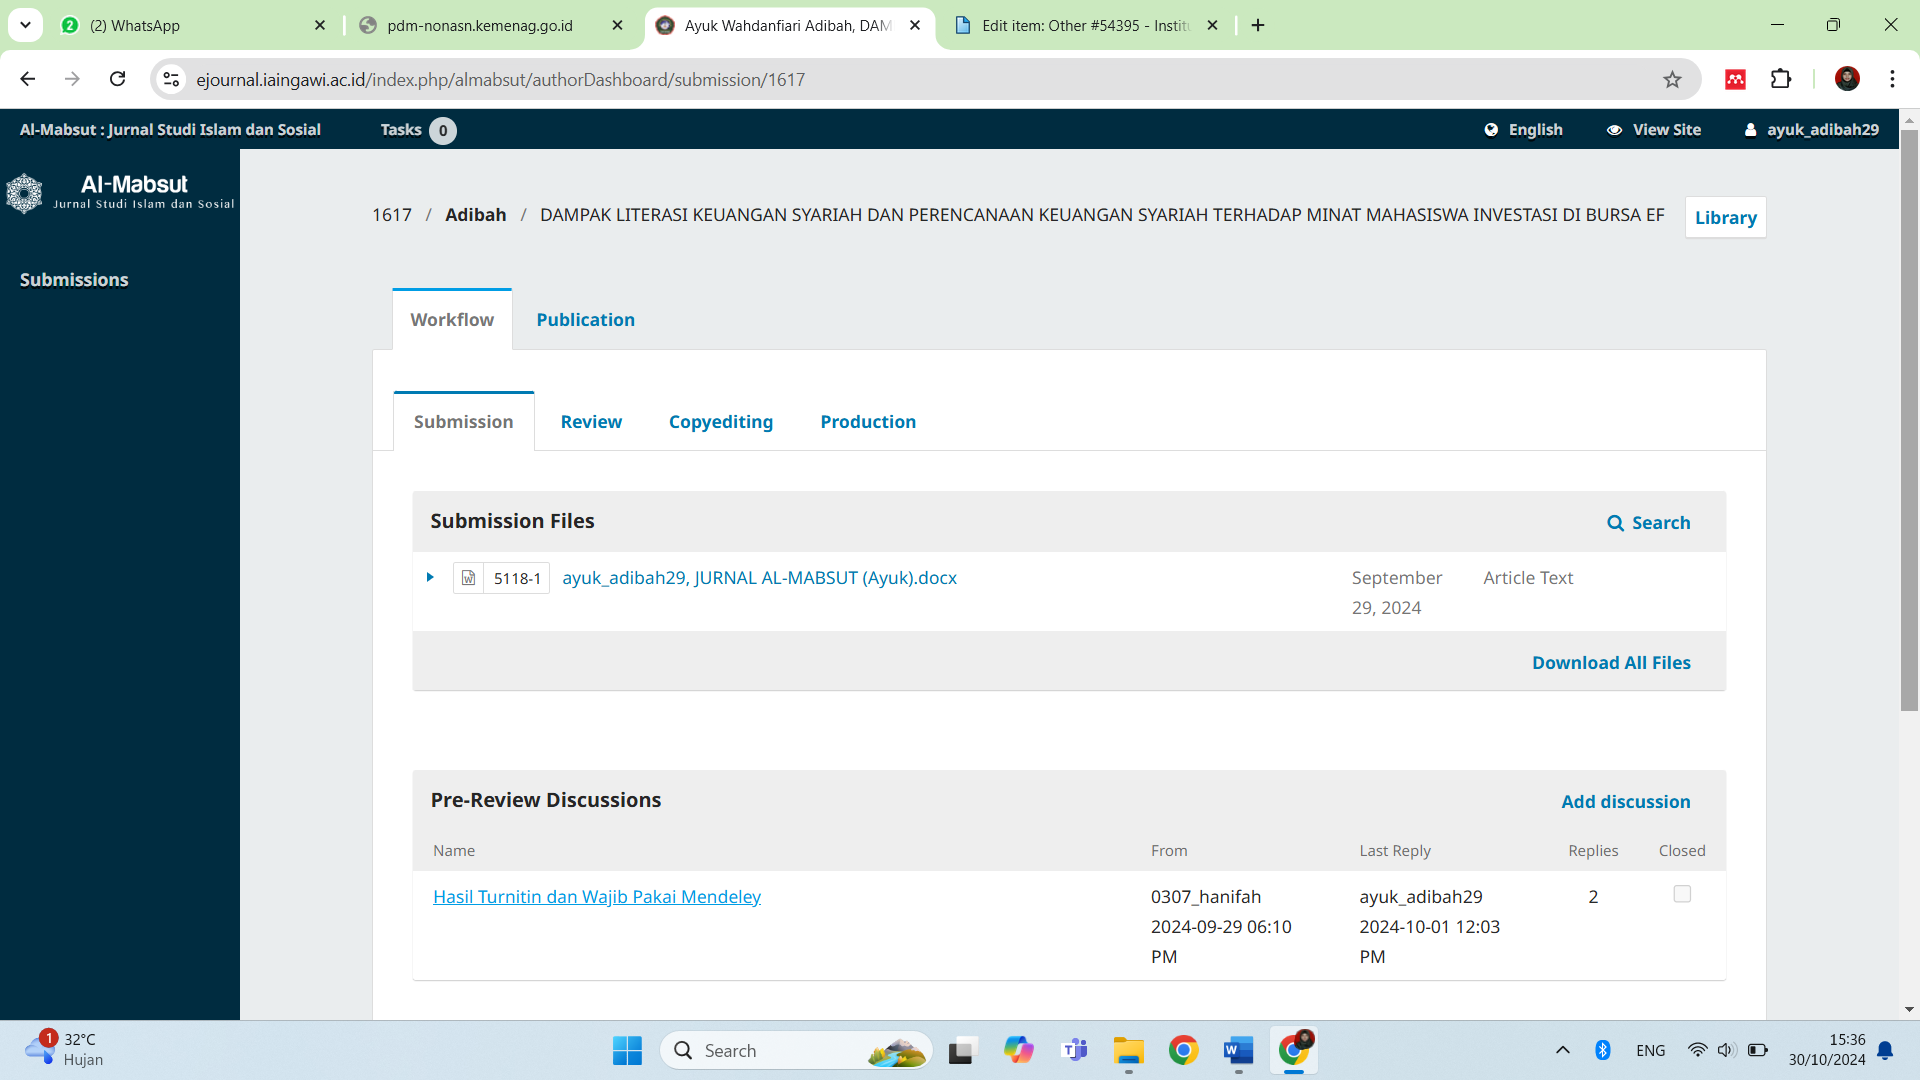 (2) WhatsApp
pdm-nonasn.kemenag.go.id
Ayuk Wahdanfiari Adibah, DAM
Edit item: Other #54395 - Institu
ejournal.iaingawi.ac.id/index.php/almabsut/authorDashboard/submission/1617
Al-Mabsut : Jurnal Studi Islam dan Sosial
Tasks 0
English
View Site
ayuk_adibah29
Al-Mabsut
Jurnal Studi Islam dan Sosial
Submissions
1617 / Adibah / DAMPAK LITERASI KEUANGAN SYARIAH DAN PERENCANAAN KEUANGAN SYARIAH TERHADAP MINAT MAHASISWA INVESTASI DI BURSA EF
Library
Workflow
Publication
Submission
Review
Copyediting
Production
Submission Files
Search
W 5118-1 ayuk_adibah29, JURNAL AL-MABSUT (Ayuk).docx
September
29, 2024
Article Text
Download All Files
Pre-Review Discussions
Add discussion
Name From Last Reply Replies Closed
Hasil Turnitin dan Wajib Pakai Mendeley
0307_hanifah
2024-09-29 06:10
PM
ayuk_adibah29
2024-10-01 12:03
PM
2
1
32°C
Hujan
Search
ENG
15:36
30/10/2024